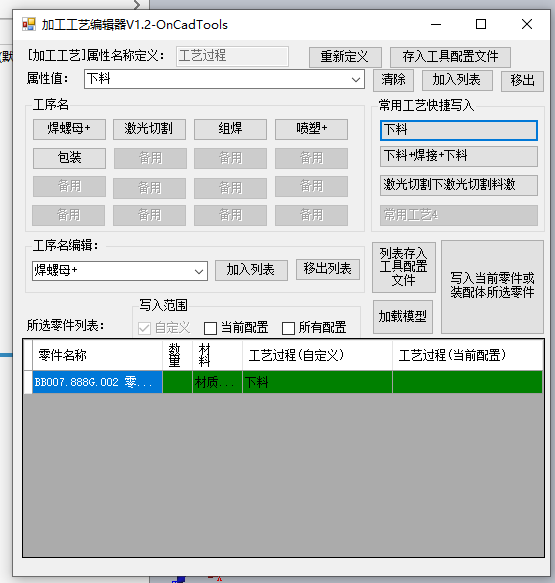 加工工艺编辑器V1.2-OnCadTools
[加工工艺]属性名称定义: 工艺过程 重新定义 存入工具配置文件
属性值: 下料 清除 加入列表 移出
工序名
焊螺母+ 激光切割 组焊 喷塑+
包装 备用 备用 备用
备用 备用 备用 备用
备用 备用 备用 备用
常用工艺快捷写入
下料
下料+焊接+下料
激光切割下激光切割料激
常用工艺4
工序名编辑:
焊螺母+ 加入列表 移出列表
列表存入
工具配置
文件
加载模型
写入当前零件或
装配体所选零件
写入范围
所选零件列表: 自定义 当前配置 所有配置
零件名称 数量 材料 工艺过程(自定义) 工艺过程(当前配置)
BB007.888G.002 零... 材质... 下料